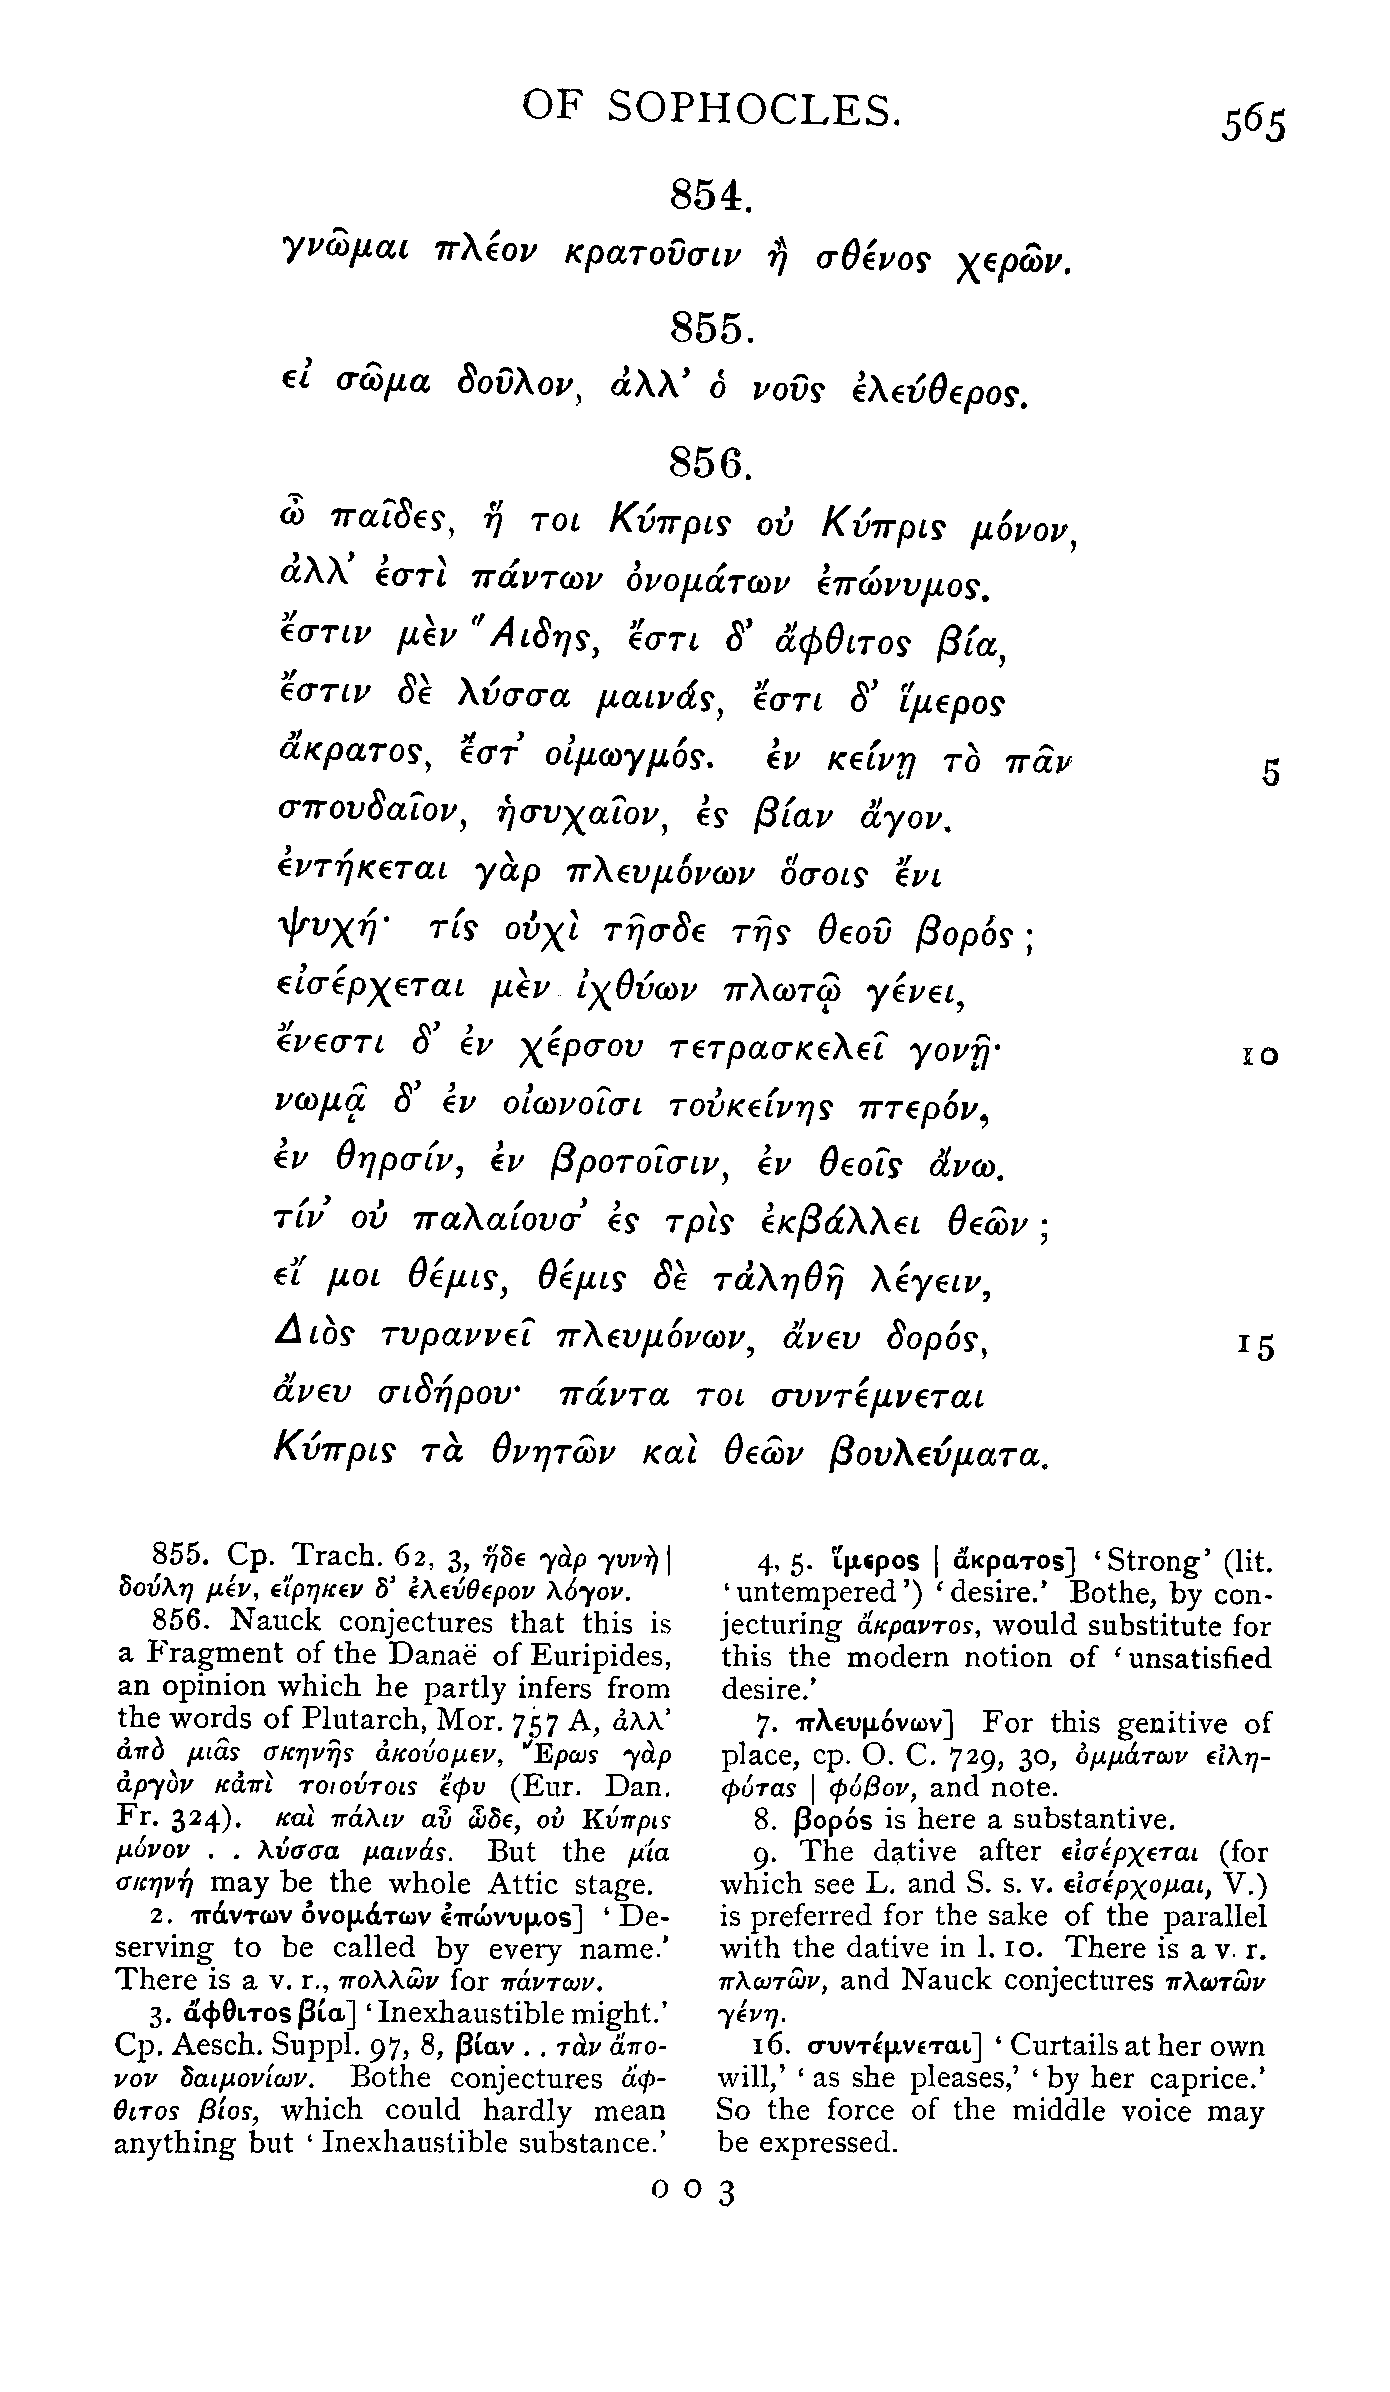 OF SOPHOCLES.
565
854.
γνῶμαι πλέον κρατοῦσιν ἢ σθένος χερῶν.
855.
εἰ σῶμα δοῦλον, ἀλλ' ὁ νοῦς ἐλεύθερος.
856.
ὦ παῖδες, ἥ τοι Κύπρις οὐ Κύπρις μόνον,
ἀλλ' ἐστὶ πάντων ὀνομάτων ἐπώνυμος.
ἔστιν μὲν Ἅιδης, ἔστι δ' ἄφθιτος βία,
ἔστιν δὲ λύσσα μαινάς, ἔστι δ' ἵμερος
ἄκρατος, ἔστ' οἰμωγμός. ἐν κείνῃ τὸ πᾶν 5
σπουδαῖον, ἡσυχαῖον, ἐς βίαν ἄγον.
ἐντήκεται γὰρ πλευμόνων ὅσοις ἔνι
ψυχή· τίς οὐχὶ τῆσδε τῆς θεοῦ βορός;
εἰσέρχεται μὲν ἰχθύων πλωτῷ γένει,
ἔνεστι δ' ἐν χέρσου τετρασκελεῖ γονῇ· 10
νωμᾷ δ' ἐν οἰωνοῖσι τοὐκείνης πτερόν,
ἐν θηρσίν, ἐν βροτοῖσιν, ἐν θεοῖς ἄνω.
τίν' οὐ παλαίουσ' ἐς τρὶς ἐκβάλλει θεῶν;
εἴ μοι θέμις, θέμις δὲ τἀληθῆ λέγειν,
Διὸς τυραννεῖ πλευμόνων, ἄνευ δορός, 15
ἄνευ σιδήρου· πάντα τοι συντέμνεται
Κύπρις τὰ θνητῶν καὶ θεῶν βουλεύματα.
855. Cp. Trach. 62, 3, ἥδε γὰρ γυνὴ |
δούλη μέν, εἴρηκεν δ' ἐλεύθερον λόγον.
856. Nauck conjectures that this is
a Fragment of the Danaë of Euripides,
an opinion which he partly infers from
the words of Plutarch, Mor. 757 A, ἀλλ'
ἀπὸ μιᾶς σκηνῆς ἀκούομεν, Ἔρως γὰρ
ἀργὸν κἀπὶ τοιούτοις ἔφυ (Eur. Dan.
Fr. 324). καὶ πάλιν αὖ ὧδε, οὐ Κύπρις
μόνον . . λύσσα μαινάς. But the μία
σκηνή may be the whole Attic stage.
2. πάντων ὀνομάτων ἐπώνυμος] 'De-
serving to be called by every name.'
There is a v. r., πολλῶν for πάντων.
3. ἄφθιτος βία] 'Inexhaustible might.'
Cp. Aesch. Suppl. 97, 8, βίαν . . τὰν ἄπο-
νον δαιμονίων. Bothe conjectures ἄφ-
θιτος βίος, which could hardly mean
anything but 'Inexhaustible substance.'
4, 5. ἵμερος | ἄκρατος] 'Strong' (lit.
'untempered') 'desire.' Bothe, by con-
jecturing ἄκραντος, would substitute for
this the modern notion of 'unsatisfied
desire.'
7. πλευμόνων] For this genitive of
place, cp. O. C. 729, 30, ὀμμάτων εἰλη-
φύτας | φόβον, and note.
8. βορός is here a substantive.
9. The dative after εἰσέρχεται (for
which see L. and S. s. v. εἰσέρχομαι, V.)
is preferred for the sake of the parallel
with the dative in l. 10. There is a v. r.
πλωτῶν, and Nauck conjectures πλωτῶν
γένη.
16. συντέμνεται] 'Curtails at her own
will,' 'as she pleases,' 'by her caprice.'
So the force of the middle voice may
be expressed.
O O 3